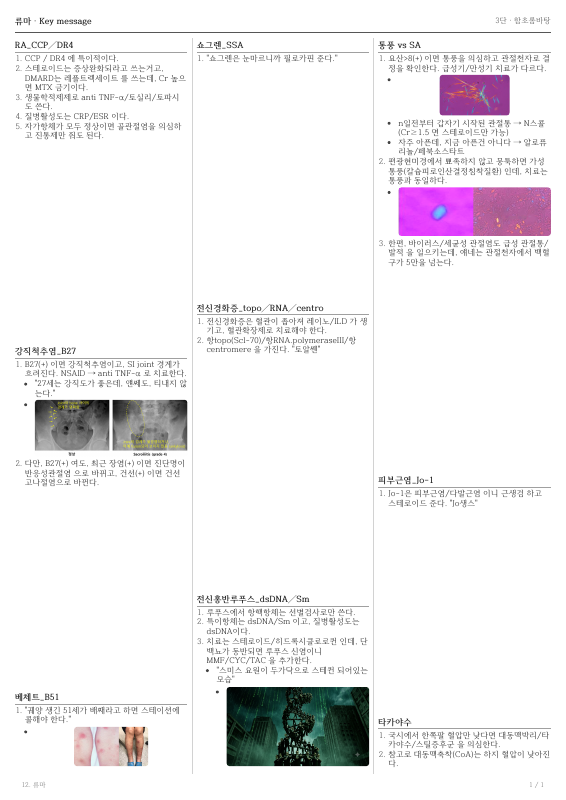 류마 · Key message
3단 · 함초롬바탕
RA_CCP/DR4
1. CCP / DR4 에 특이적이다.
2. 스테로이드는 증상완화되라고 쓰는거고, DMARD는 레플트렉세이트 를 쓰는데, Cr 높으면 MTX 금기이다.
3. 생물학적제제로 anti TNF-α/토실리/토파시도 쓴다.
4. 질병활성도는 CRP/ESR 이다.
5. 자가항체가 모두 정상이면 골관절염을 의심하고 진통제만 줘도 된다.
강직척추염_B27
1. B27(+) 이면 강직척추염이고, SI joint 경계가 흐려진다. NSAID → anti TNF-α 로 치료한다.
• "27세는 강직도가 좋은데, 앤쎄도, 티내지 않는다."
정상
Sacroiliitis (grade 4)
2. 다만, B27(+) 여도, 최근 장염(+) 이면 진단명이 반응성관절염 으로 바뀌고, 건선(+) 이면 건선고나절염으로 바뀐다.
베체트_B51
1. "궤양 생긴 51세가 배째라고 하면 스테이션에 콜해야 한다."
쇼그렌_SSA
1. "쇼그렌은 눈마르니까 필로카핀 준다."
전신경화증_topo/RNA/centro
1. 전신경화증은 혈관이 좁아져 레이노/ILD 가 생기고, 혈관확장제로 치료해야 한다.
2. 항topo(Scl-70)/항RNA.polymeraseIII/항centromere 을 가진다. "토알쎈"
전신홍반루푸스_dsDNA/Sm
1. 루푸스에서 항핵항체는 선별검사로만 쓴다.
2. 특이항체는 dsDNA/Sm 이고, 질병활성도는 dsDNA이다.
3. 치료는 스테로이드/히드록시클로로퀸 인데, 단백뇨가 동반되면 루푸스 신염이니 MMF/CYC/TAC 을 추가한다.
• "스미스 요원이 두가닥으로 스테컨 되어있는 모습"
통풍 vs SA
1. 요산>8(+) 이면 통풍을 의심하고 관절천자로 결정을 확인한다. 급성기/만성기 치료가 다르다.
• n일전부터 갑자기 시작된 관절통 → N스콜 (Cr≥1.5 면 스테로이드만 가능)
• 자주 아픈데, 지금 아픈건 아니다 → 알로퓨리놀/페북소스타트
2. 편광현미경에서 뾰족하지 않고 뭉툭하면 가성통풍(칼슘피로인산결정침착질환) 인데, 치료는 통풍과 동일하다.
3. 한편, 바이러스/세균성 관절염도 급성 관절통/발적 을 일으키는데, 얘네는 관절천자에서 백혈구가 5만을 넘는다.
피부근염_Jo-1
1. Jo-1은 피부근염/다발근염 이니 근생검 하고 스테로이드 준다. "Jo생스"
타카야수
1. 국시에서 한쪽팔 혈압만 낮다면 대동맥박리/타카야수/스틸증후군 을 의심한다.
2. 참고로 대동맥축착(CoA)는 하지 혈압이 낮아진다.
12. 류마
1 / 1